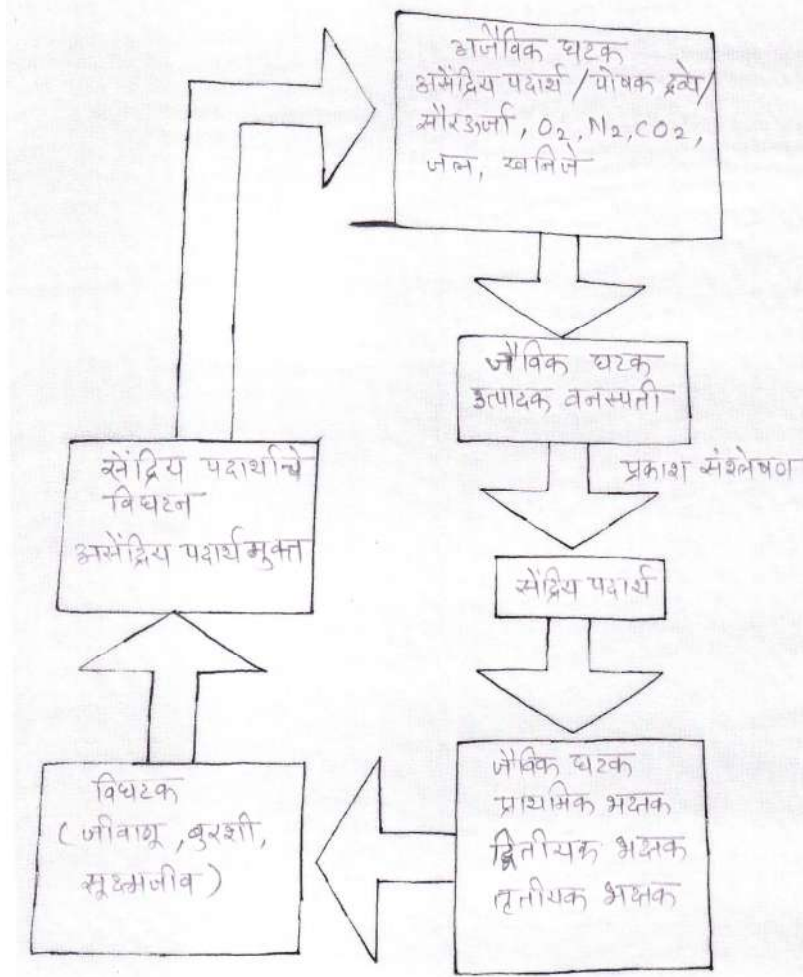 अजैविक घटक
असेंद्रिय पदार्थ / पोषक द्रव्ये /
सौरऊर्जा, O₂, N₂, CO₂,
जल, खनिजे
जैविक घटक
उत्पादक वनस्पती
प्रकाश संश्लेषण
सेंद्रिय पदार्थ
जैविक घटक
प्राथमिक भक्षक
द्वितीयक भक्षक
तृतीयक भक्षक
विघटक
(जीवाणू, बुरशी,
सूक्ष्मजीव)
सेंद्रिय पदार्थाचे
विघटन
असेंद्रिय पदार्थ मुक्त